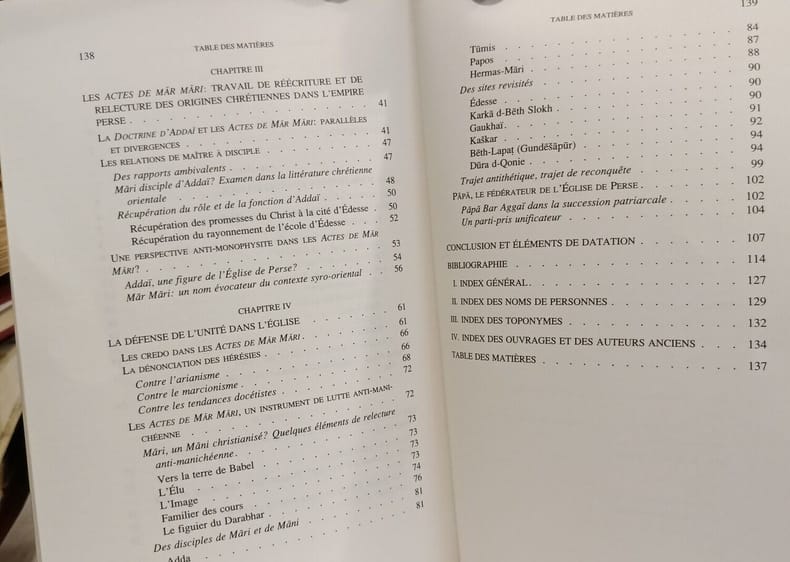 138
TABLE DES MATIÈRES
CHAPITRE III
LES ACTES DE MĀR MĀRI: TRAVAIL DE RÉÉCRITURE ET DE
RELECTURE DES ORIGINES CHRÉTIENNES DANS L'EMPIRE
PERSE . . . . . . . . . . . . . . . . 41
LA DOCTRINE D'ADDAÏ ET LES ACTES DE MĀR MĀRI: PARALLÈLES
ET DIVERGENCES . . . . . . . . . . . . . . 41
LES RELATIONS DE MAÎTRE À DISCIPLE . . . . . . . . . 47
Des rapports ambivalents . . . . . . . . . . . 47
Māri disciple d'Addaï? Examen dans la littérature chrétienne
orientale . . . . . . . . . . . . . . . . 48
Récupération du rôle et de la fonction d'Addaï . . . . . 50
Récupération des promesses du Christ à la cité d'Édesse . 50
Récupération du rayonnement de l'école d'Édesse . . . 52
UNE PERSPECTIVE ANTI-MONOPHYSITE DANS LES ACTES DE MĀR
MĀRI? . . . . . . . . . . . . . . . . . 53
Addaï, une figure de l'Église de Perse? . . . . . . . 54
Mār Māri: un nom évocateur du contexte syro-oriental . . 56
CHAPITRE IV
LA DÉFENSE DE L'UNITÉ DANS L'ÉGLISE . . . . . . . . 61
LES CREDO DANS LES ACTES DE MĀR MĀRI . . . . . . . . 61
LA DÉNONCIATION DES HÉRÉSIES . . . . . . . . . . . 66
Contre l'arianisme . . . . . . . . . . . . . 66
Contre le marcionisme . . . . . . . . . . . . 68
Contre les tendances docétistes . . . . . . . . . 72
LES ACTES DE MĀR MĀRI, UN INSTRUMENT DE LUTTE ANTI-MANI-
CHÉENNE . . . . . . . . . . . . . . . . 72
Māri, un Māni christianisé? Quelques éléments de relecture
anti-manichéenne . . . . . . . . . . . . . . 73
Vers la terre de Babel . . . . . . . . . . . . 73
L'Élu . . . . . . . . . . . . . . . . . 73
L'Image . . . . . . . . . . . . . . . . 73
Familier des cours . . . . . . . . . . . . . 74
Le figuier du Darabhar . . . . . . . . . . . . 76
Des disciples de Māri et de Māni . . . . . . . . . 81
Adda . . . . . . . . . . . . . . . . . 81
139
TABLE DES MATIÈRES
Tūmis . . . . . . . . . . . . . . . . . 84
Papos . . . . . . . . . . . . . . . . . 87
Hermas-Māri . . . . . . . . . . . . . . . 88
Des sites revisités . . . . . . . . . . . . . 90
Édesse . . . . . . . . . . . . . . . . . 90
Karkā d-Bēth Slokh . . . . . . . . . . . . . 90
Gaukhaï . . . . . . . . . . . . . . . . 91
Kaškar . . . . . . . . . . . . . . . . . 92
Bēth-Lapaṭ (Gundēšāpūr) . . . . . . . . . . . . 94
Dūra d-Qonie . . . . . . . . . . . . . . . 94
Trajet antithétique, trajet de reconquête . . . . . . 99
PĀPĀ, LE FÉDÉRATEUR DE L'ÉGLISE DE PERSE . . . . . . . 102
Pāpā Bar Aggaï dans la succession patriarcale . . . . . 102
Un parti-pris unificateur . . . . . . . . . . . 104
CONCLUSION ET ÉLÉMENTS DE DATATION . . . . . . . . . 107
BIBLIOGRAPHIE . . . . . . . . . . . . . . . 114
I. INDEX GÉNÉRAL . . . . . . . . . . . . . . 127
II. INDEX DES NOMS DE PERSONNES . . . . . . . . . . 129
III. INDEX DES TOPONYMES . . . . . . . . . . . . 132
IV. INDEX DES OUVRAGES ET DES AUTEURS ANCIENS . . . . . 134
TABLE DES MATIÈRES . . . . . . . . . . . . . 137